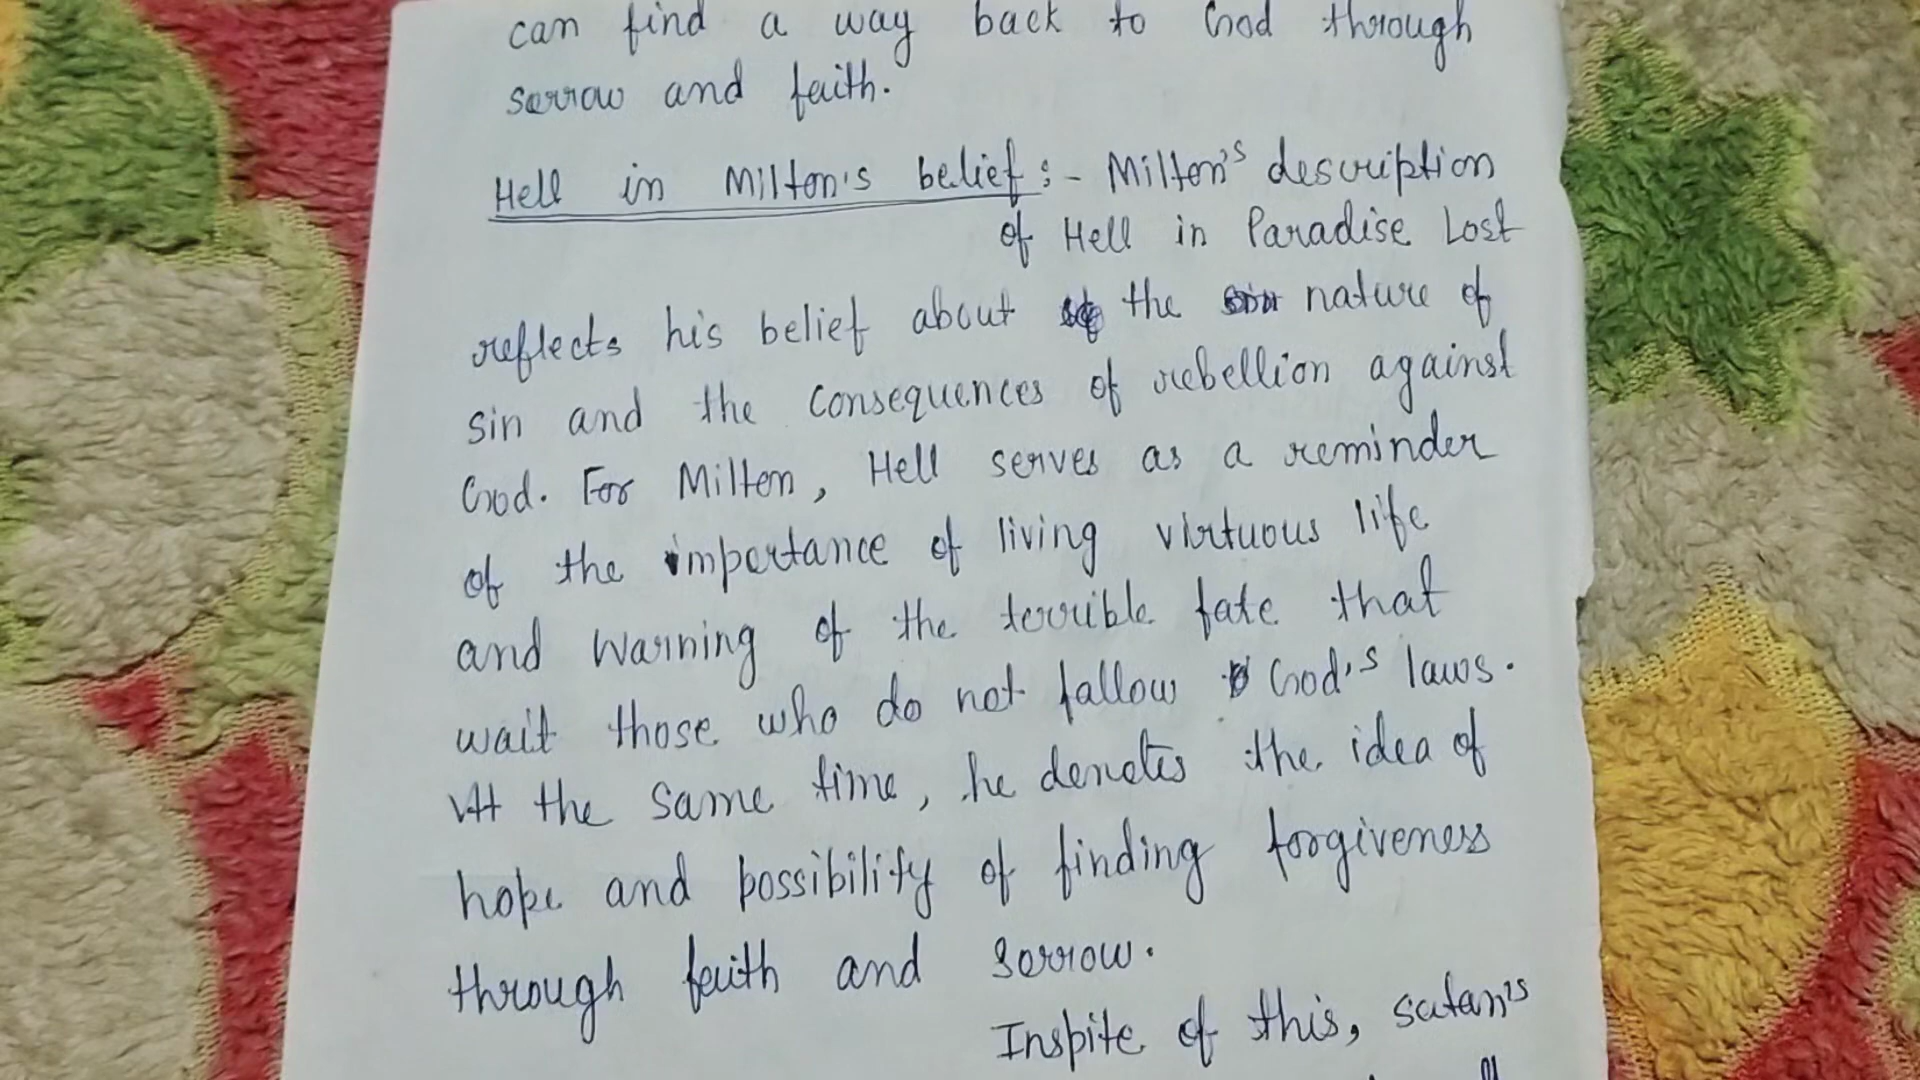 can find a way back to God through
sorrow and faith.
Hell in Milton's belief :- Milton's description
of Hell in Paradise Lost
reflects his belief about the nature of
sin and the consequences of rebellion against
God. For Milton, Hell serves as a reminder
of the importance of living virtuous life
and warning of the terrible fate that
wait those who do not fallow God's laws.
At the same time, he denotes the idea of
hope and possibility of finding forgiveness
through faith and sorrow.
Inspite of this, satan's